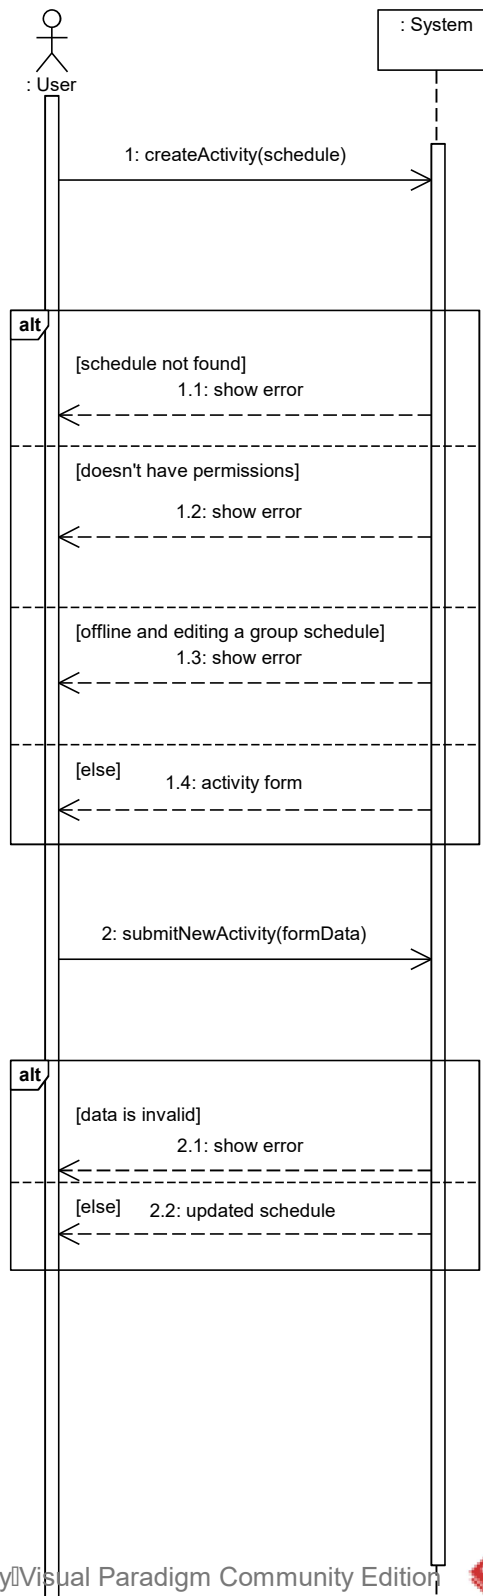 : System
: User
1: createActivity(schedule)
alt
[schedule not found]
1.1: show error
[doesn't have permissions]
1.2: show error
[offline and editing a group schedule]
1.3: show error
[else]
1.4: activity form
2: submitNewActivity(formData)
alt
[data is invalid]
2.1: show error
[else]
2.2: updated schedule
y Visual Paradigm Community Edition